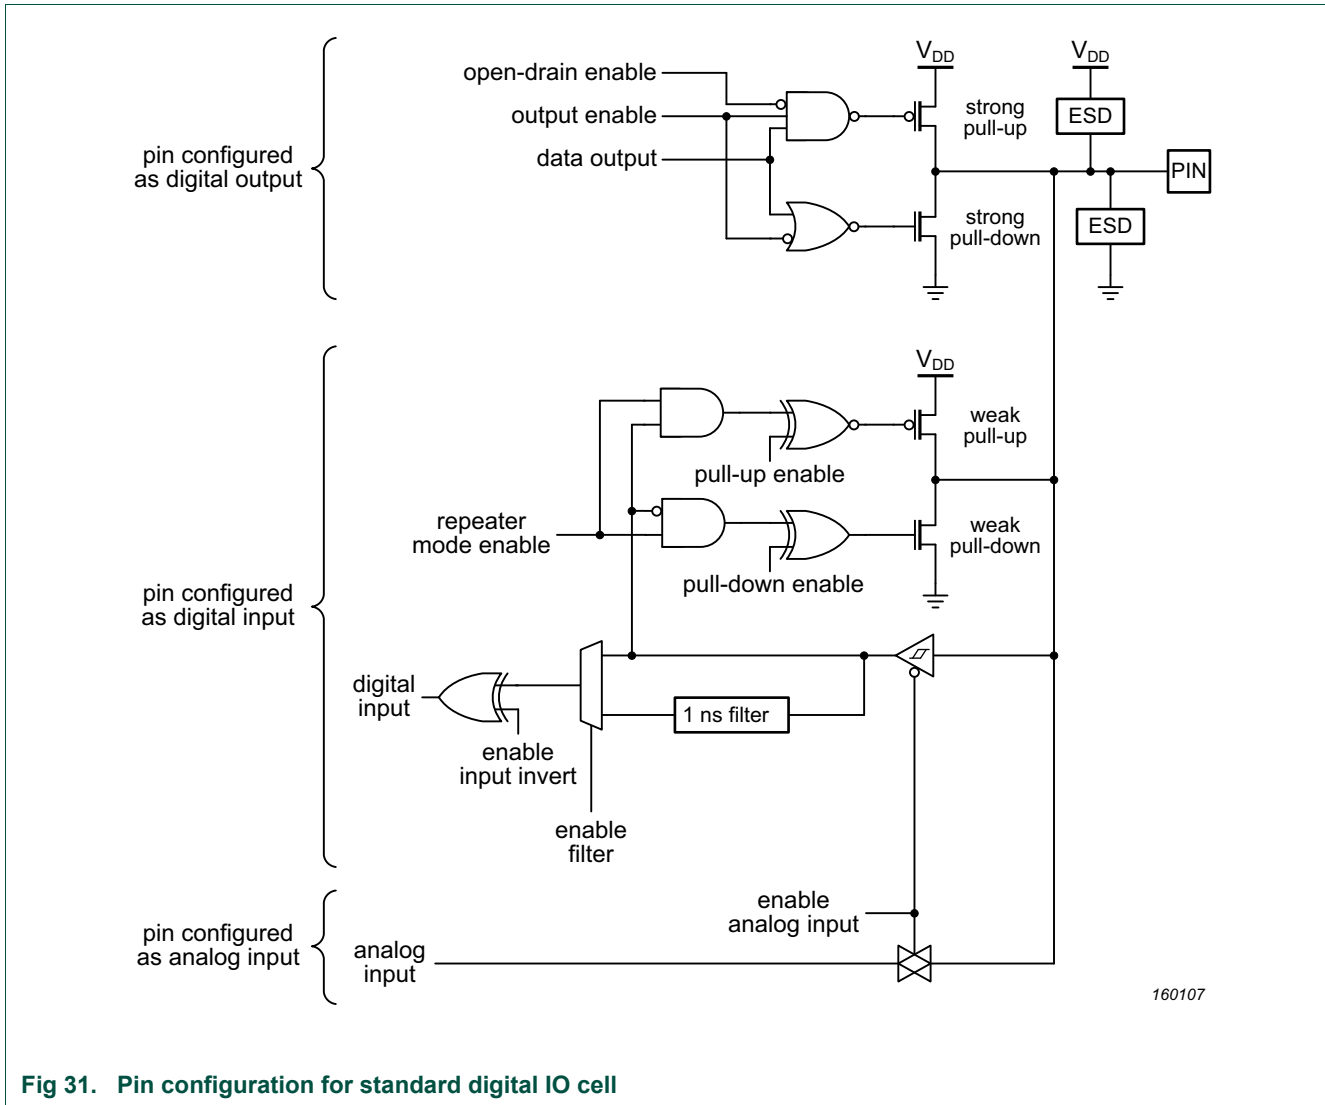 V_DD
V_DD
open-drain enable
output enable
data output
strong
pull-up
ESD
pin configured
as digital output
PIN
strong
pull-down
ESD
V_DD
weak
pull-up
pull-up enable
repeater
mode enable
weak
pull-down
pull-down enable
pin configured
as digital input
digital
input
1 ns filter
enable
input invert
enable
filter
enable
analog input
pin configured
as analog input
analog
input
160107
Fig 31. Pin configuration for standard digital IO cell